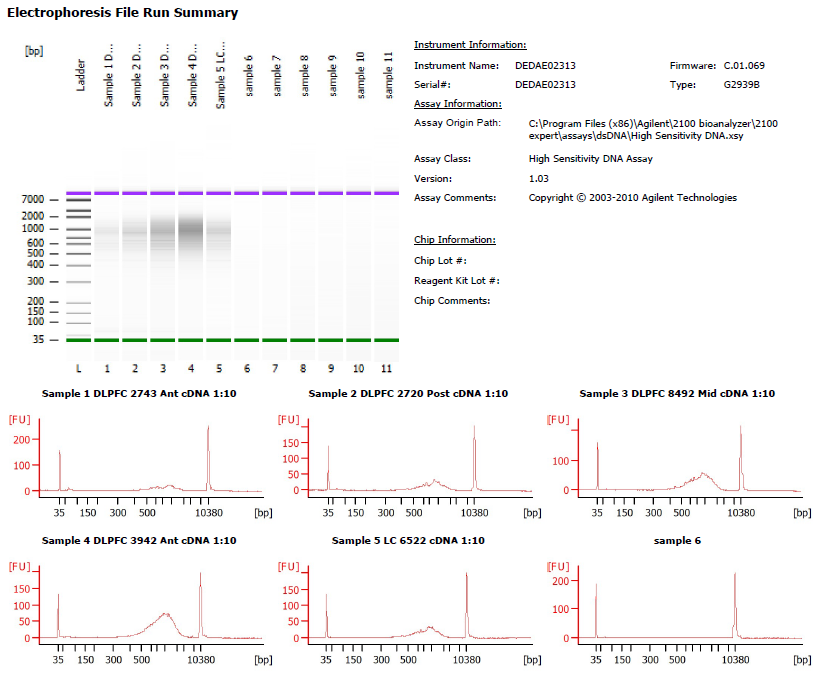 Electrophoresis File Run Summary
[bp]
Ladder
Sample 1 D...
Sample 2 D...
Sample 3 D...
Sample 4 D...
Sample 5 LC...
sample 6
sample 7
sample 8
sample 9
sample 10
sample 11
7000
2000
1000
600
500
400
300
200
150
100
35
L 1 2 3 4 5 6 7 8 9 10 11
Instrument Information:
Instrument Name: DEDAE02313 Firmware: C.01.069
Serial#: DEDAE02313 Type: G2939B
Assay Information:
Assay Origin Path: C:\Program Files (x86)\Agilent\2100 bioanalyzer\2100
expert\assays\dsDNA\High Sensitivity DNA.xsy
Assay Class: High Sensitivity DNA Assay
Version: 1.03
Assay Comments: Copyright © 2003-2010 Agilent Technologies
Chip Information:
Chip Lot #:
Reagent Kit Lot #:
Chip Comments:
Sample 1 DLPFC 2743 Ant cDNA 1:10
[FU]
200
100
0
35 150 300 500 10380 [bp]
Sample 2 DLPFC 2720 Post cDNA 1:10
[FU]
150
100
50
0
35 150 300 500 10380 [bp]
Sample 3 DLPFC 8492 Mid cDNA 1:10
[FU]
100
0
35 150 300 500 10380 [bp]
Sample 4 DLPFC 3942 Ant cDNA 1:10
[FU]
150
100
50
0
35 150 300 500 10380 [bp]
Sample 5 LC 6522 cDNA 1:10
[FU]
150
100
50
0
35 150 300 500 10380 [bp]
sample 6
[FU]
200
100
0
35 150 300 500 10380 [bp]